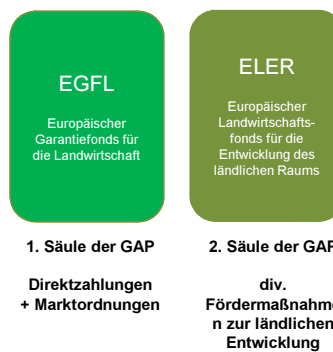 EGFL
Europäischer
Garantiefonds für
die Landwirtschaft
1. Säule der GAP
Direktzahlungen
+ Marktordnungen
ELER
Europäischer
Landwirtschafts-
fonds für die
Entwicklung des
ländlichen Raums
2. Säule der GAP
div.
Fördermaßnahme
n zur ländlichen
Entwicklung